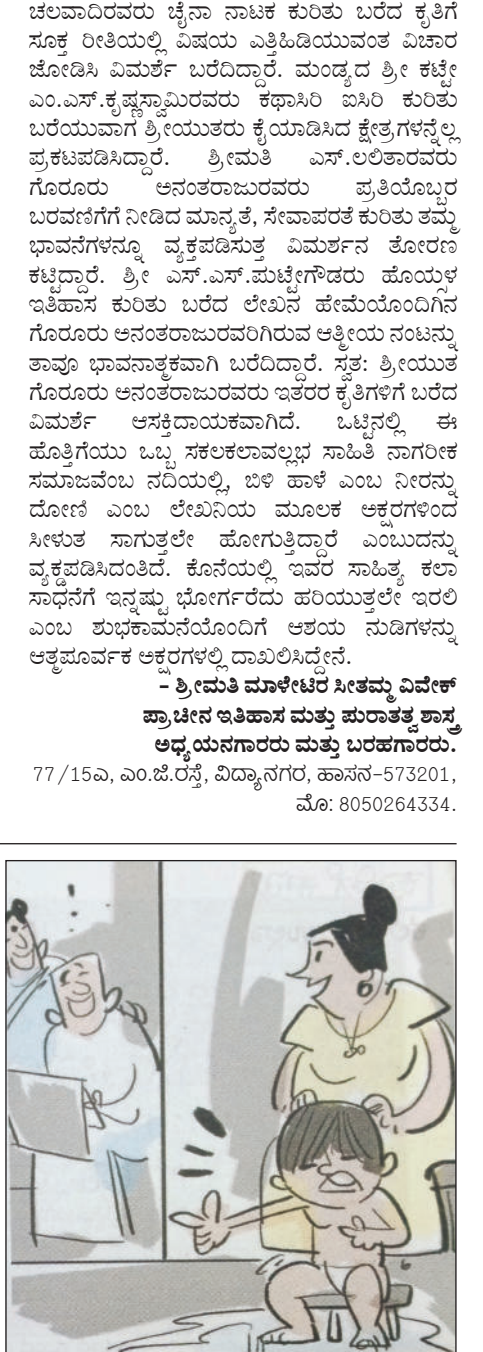 ಚಲವಾದಿರವರು ಚೈನಾ ನಾಟಕ ಕುರಿತು ಬರೆದ ಕೃತಿಗೆ
ಸೂಕ್ತ ರೀತಿಯಲ್ಲಿ ವಿಷಯ ಎತ್ತಿಹಿಡಿಯುವಂತ ವಿಚಾರ
ಜೋಡಿಸಿ ವಿಮರ್ಶೆ ಬರೆದಿದ್ದಾರೆ. ಮಂಡ್ಯದ ಶ್ರೀ ಕಟ್ಟೇ
ಎಂ.ಎಸ್.ಕೃಷ್ಣಸ್ವಾಮಿರವರು ಕಥಾಸಿರಿ ಐಸಿರಿ ಕುರಿತು
ಬರೆಯುವಾಗ ಶ್ರೀಯುತರು ಕೈಯಾಡಿಸಿದ ಕ್ಷೇತ್ರಗಳನ್ನೆಲ್ಲ
ಪ್ರಕಟಪಡಿಸಿದ್ದಾರೆ. ಶ್ರೀಮತಿ ಎಸ್.ಲಲಿತಾರವರು
ಗೊರೂರು ಅನಂತರಾಜುರವರು ಪ್ರತಿಯೊಬ್ಬರ
ಬರವಣಿಗೆಗೆ ನೀಡಿದ ಮಾನ್ಯತೆ, ಸೇವಾಪರತೆ ಕುರಿತು ತಮ್ಮ
ಭಾವನೆಗಳನ್ನೂ ವ್ಯಕ್ತಪಡಿಸುತ್ತ ವಿಮರ್ಶನ ತೋರಣ
ಕಟ್ಟಿದ್ದಾರೆ. ಶ್ರೀ ಎಸ್.ಎಸ್.ಪುಟ್ಟೇಗೌಡರು ಹೊಯ್ಸಳ
ಇತಿಹಾಸ ಕುರಿತು ಬರೆದ ಲೇಖನ ಹೇಮೆಯೊಂದಿಗಿನ
ಗೊರೂರು ಅನಂತರಾಜುರವರಿಗಿರುವ ಆತ್ಮೀಯ ನಂಟನ್ನು
ತಾವೂ ಭಾವನಾತ್ಮಕವಾಗಿ ಬರೆದಿದ್ದಾರೆ. ಸ್ವತ: ಶ್ರೀಯುತ
ಗೊರೂರು ಅನಂತರಾಜುರವರು ಇತರರ ಕೃತಿಗಳಿಗೆ ಬರೆದ
ವಿಮರ್ಶೆ ಆಸಕ್ತಿದಾಯಕವಾಗಿದೆ. ಒಟ್ಟಿನಲ್ಲಿ ಈ
ಹೊತ್ತಿಗೆಯು ಒಬ್ಬ ಸಕಲಕಲಾವಲ್ಲಭ ಸಾಹಿತಿ ನಾಗರೀಕ
ಸಮಾಜವೆಂಬ ನದಿಯಲ್ಲಿ, ಬಿಳಿ ಹಾಳೆ ಎಂಬ ನೀರನ್ನು
ದೋಣಿ ಎಂಬ ಲೇಖನಿಯ ಮೂಲಕ ಅಕ್ಷರಗಳಿಂದ
ಸೀಳುತ ಸಾಗುತ್ತಲೇ ಹೋಗುತ್ತಿದ್ದಾರೆ ಎಂಬುದನ್ನು
ವ್ಯಕ್ತಪಡಿಸಿದಂತಿದೆ. ಕೊನೆಯಲ್ಲಿ ಇವರ ಸಾಹಿತ್ಯ ಕಲಾ
ಸಾಧನೆಗೆ ಇನ್ನಷ್ಟು ಭೋರ್ಗರೆದು ಹರಿಯುತ್ತಲೇ ಇರಲಿ
ಎಂಬ ಶುಭಕಾಮನೆಯೊಂದಿಗೆ ಆಶಯ ನುಡಿಗಳನ್ನು
ಆತ್ಮಪೂರ್ವಕ ಅಕ್ಷರಗಳಲ್ಲಿ ದಾಖಲಿಸಿದ್ದೇನೆ.
– ಶ್ರೀಮತಿ ಮಾಳೇಟಿರ ಸೀತಮ್ಮ ವಿವೇಕ್
ಪ್ರಾಚೀನ ಇತಿಹಾಸ ಮತ್ತು ಪುರಾತತ್ವ ಶಾಸ್ತ್ರ
ಅಧ್ಯಯನಗಾರರು ಮತ್ತು ಬರಹಗಾರರು.
77/15ಎ, ಎಂ.ಜಿ.ರಸ್ತೆ, ವಿದ್ಯಾನಗರ, ಹಾಸನ-573201,
ಮೊ: 8050264334.